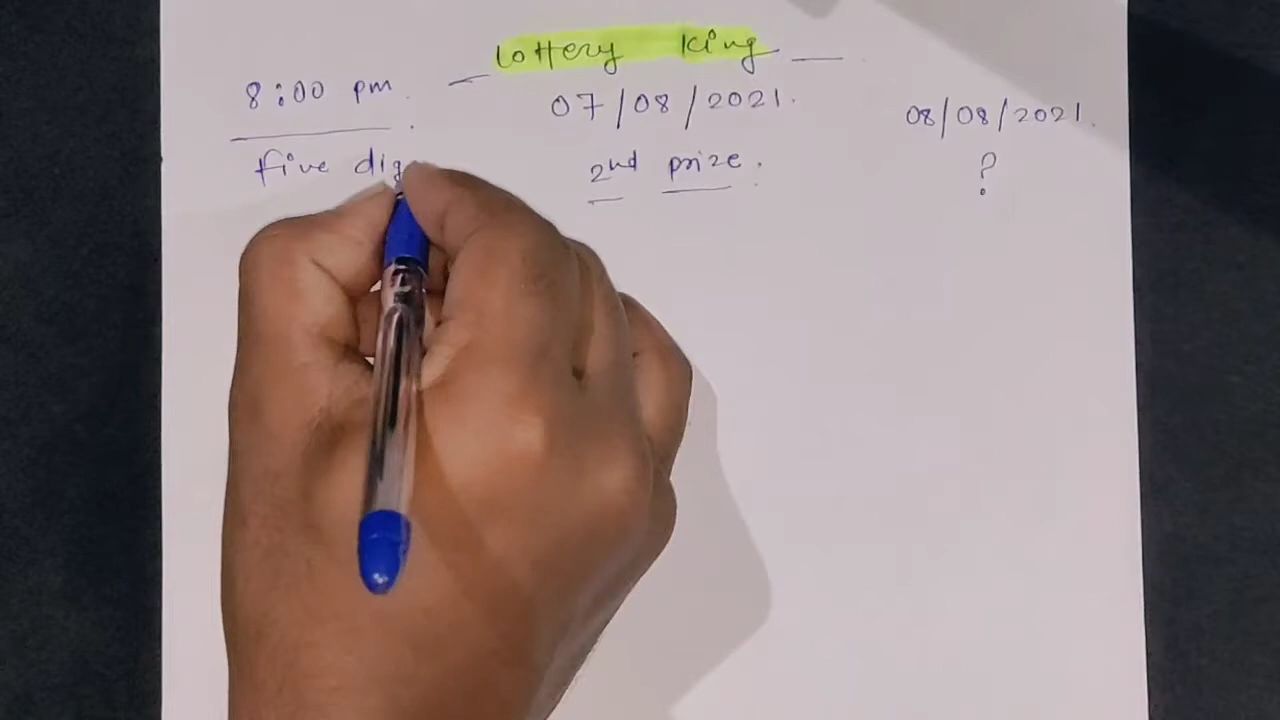 Lottery King
8:00 pm.
07/08/2021.
08/08/2021.
five dig
2nd prize.
?